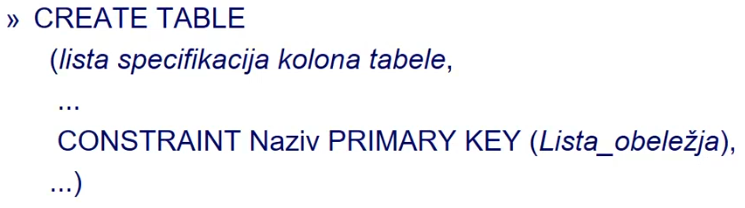 » CREATE TABLE
(lista specifikacija kolona tabele,
...
CONSTRAINT Naziv PRIMARY KEY (Lista_obeležja),
...)